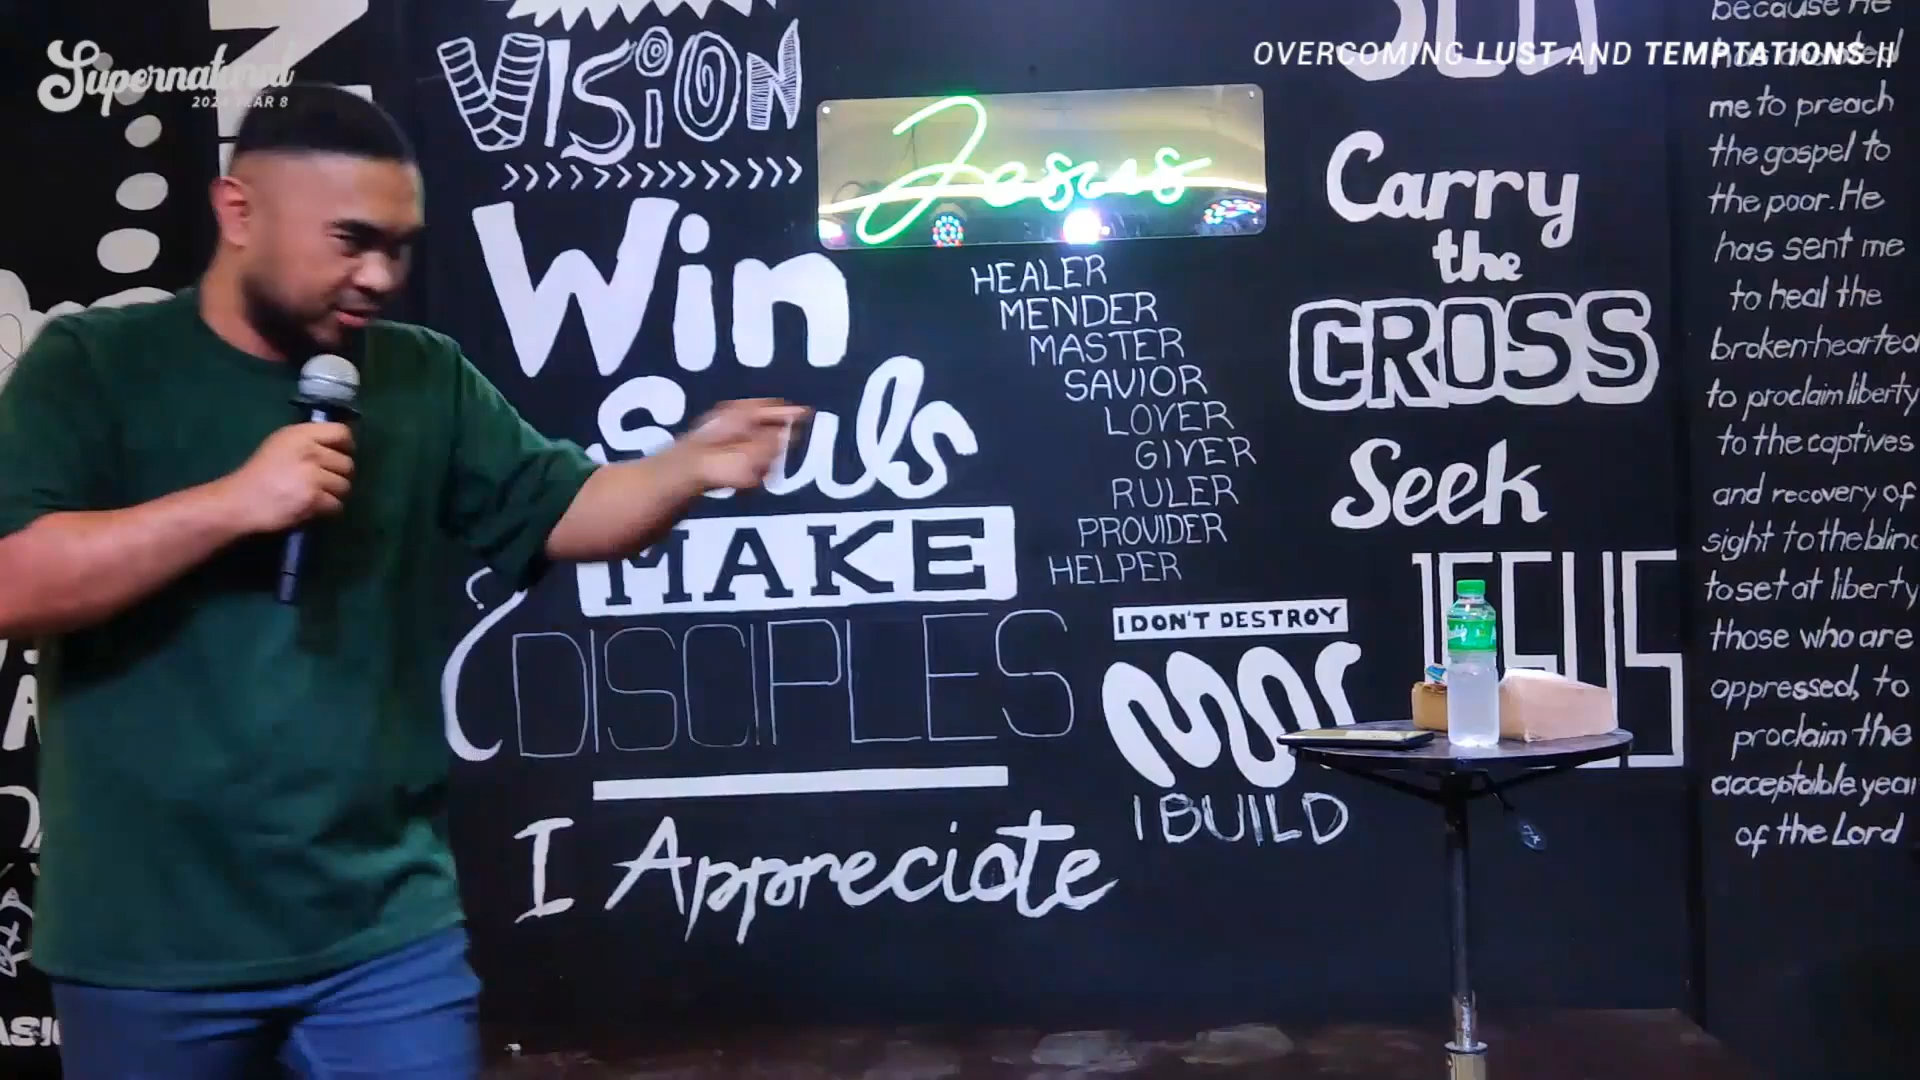 Supernatural
OVERCOMING LUST AND TEMPTATIONS II
VISION
>>>>>>>>>>>>>>>>
Win
Souls
MAKE
DISCIPLES
I Appreciate
Jesus
HEALER
MENDER
MASTER
SAVIOR
LOVER
GIVER
RULER
PROVIDER
HELPER
I DON'T DESTROY
I BUILD
Carry
the
CROSS
Seek
JESUS
because He
has anointed
me to preach
the gospel to
the poor. He
has sent me
to heal the
broken-hearted
to proclaim liberty
to the captives
and recovery of
sight to the blind
to set at liberty
those who are
oppressed, to
proclaim the
acceptable year
of the Lord